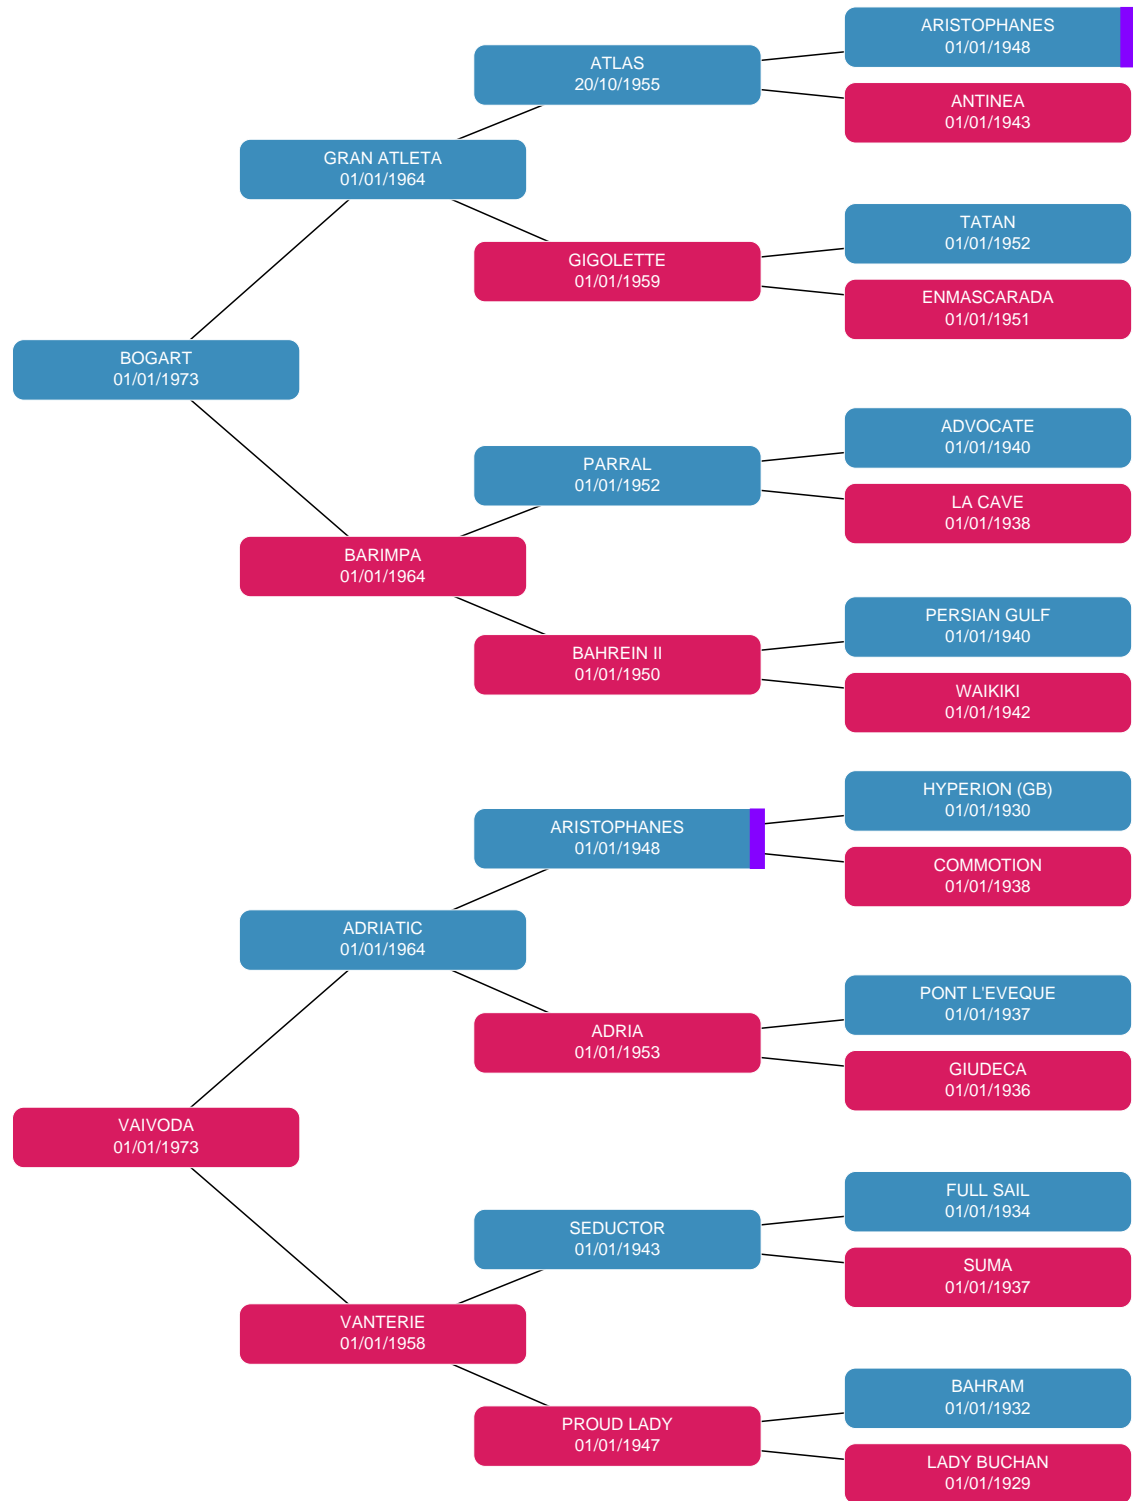 ARISTOPHANES
01/01/1948
ATLAS
20/10/1955
ANTINEA
01/01/1943
GRAN ATLETA
01/01/1964
TATAN
01/01/1952
GIGOLETTE
01/01/1959
ENMASCARADA
01/01/1951
BOGART
01/01/1973
ADVOCATE
01/01/1940
PARRAL
01/01/1952
LA CAVE
01/01/1938
BARIMPA
01/01/1964
PERSIAN GULF
01/01/1940
BAHREIN II
01/01/1950
WAIKIKI
01/01/1942
HYPERION (GB)
01/01/1930
ARISTOPHANES
01/01/1948
COMMOTION
01/01/1938
ADRIATIC
01/01/1964
PONT L'EVEQUE
01/01/1937
ADRIA
01/01/1953
GIUDECA
01/01/1936
VAIVODA
01/01/1973
FULL SAIL
01/01/1934
SEDUCTOR
01/01/1943
SUMA
01/01/1937
VANTERIE
01/01/1958
BAHRAM
01/01/1932
PROUD LADY
01/01/1947
LADY BUCHAN
01/01/1929